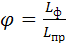 φ = Lф / Lпр